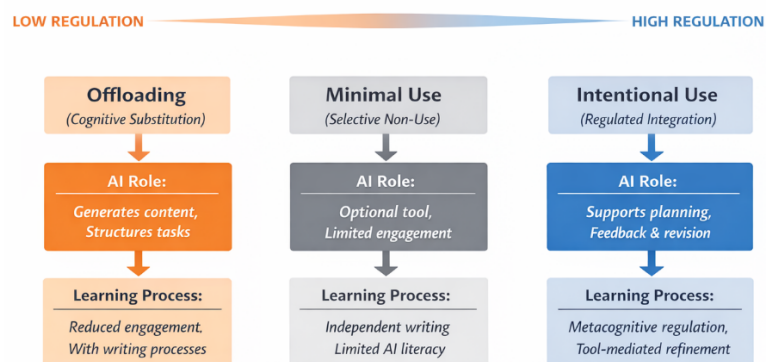 LOW REGULATION
HIGH REGULATION
Offloading
(Cognitive Substitution)
AI Role:
Generates content,
Structures tasks
Learning Process:
Reduced engagement.
With writing processes
Minimal Use
(Selective Non-Use)
AI Role:
Optional tool,
Limited engagement
Learning Process:
Independent writing
Limited AI literacy
Intentional Use
(Regulated Integration)
AI Role:
Supports planning,
Feedback & revision
Learning Process:
Metacognitive regulation,
Tool-mediated refinement